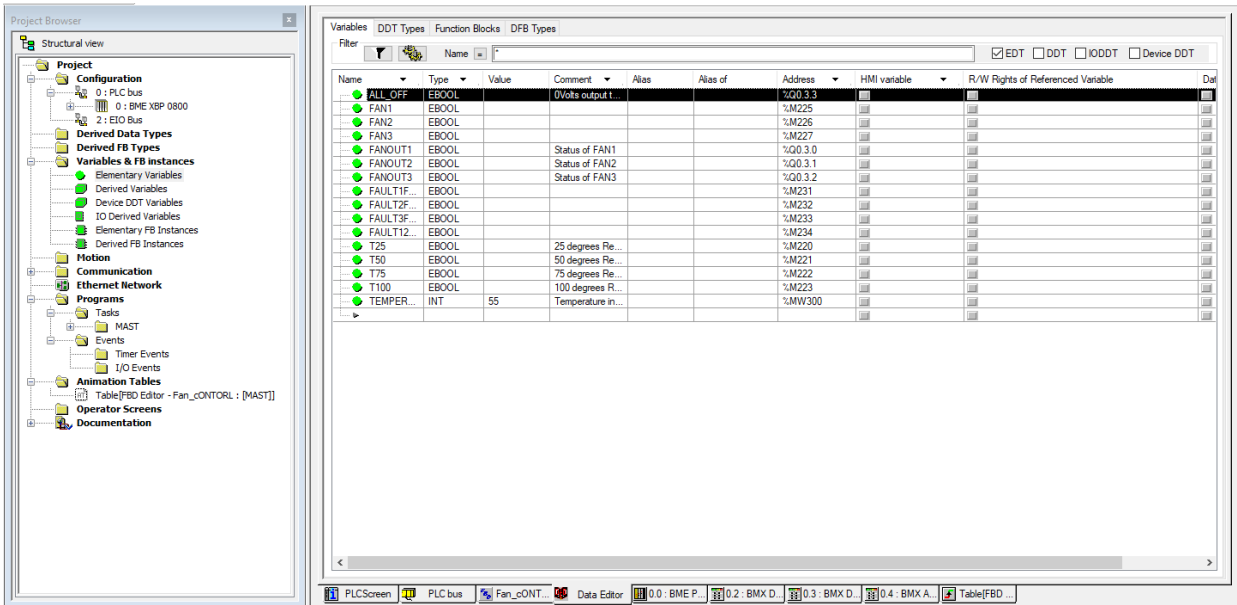 Project Browser
x
Structural view
Project
Configuration
0 : PLC bus
0 : BME XBP 0800
2 : EIO Bus
Derived Data Types
Derived FB Types
Variables & FB instances
Elementary Variables
Derived Variables
Device DDT Variables
IO Derived Variables
Elementary FB Instances
Derived FB Instances
Motion
Communication
Ethernet Network
Programs
Tasks
MAST
Events
Timer Events
I/O Events
Animation Tables
Table[FBD Editor - Fan_cONTORL : [MAST]]
Operator Screens
Documentation
Variables DDT Types Function Blocks DFB Types
Filter
Name = * EDT DDT IODDT Device DDT
Name Type Value Comment Alias Alias of Address HMI variable R/W Rights of Referenced Variable Dat
ALL_OFF EBOOL 0Volts output t... %Q0.3.3
FAN1 EBOOL %M225
FAN2 EBOOL %M226
FAN3 EBOOL %M227
FANOUT1 EBOOL Status of FAN1 %Q0.3.0
FANOUT2 EBOOL Status of FAN2 %Q0.3.1
FANOUT3 EBOOL Status of FAN3 %Q0.3.2
FAULT1F... EBOOL %M231
FAULT2F... EBOOL %M232
FAULT3F... EBOOL %M233
FAULT12... EBOOL %M234
T25 EBOOL 25 degrees Re... %M220
T50 EBOOL 50 degrees Re... %M221
T75 EBOOL 75 degrees Re... %M222
T100 EBOOL 100 degrees R... %M223
TEMPER... INT 55 Temperature in... %MW300
PLCScreen PLC bus Fan_cONT... Data Editor 0.0 : BME P... 0.2 : BMX D... 0.3 : BMX D... 0.4 : BMX A... Table[FBD ...